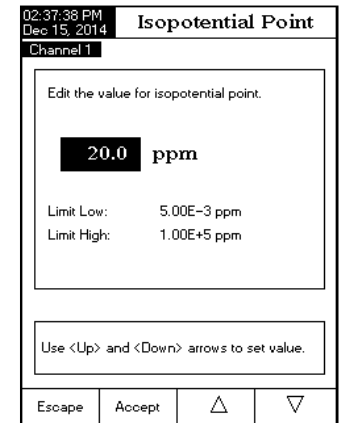 02:37:38 PM
Dec 15, 2014
Isopotential Point
Channel 1
Edit the value for isopotential point.
20.0 ppm
Limit Low: 5.00E-3 ppm
Limit High: 1.00E+5 ppm
Use <Up> and <Down> arrows to set value.
Escape Accept △ ▽